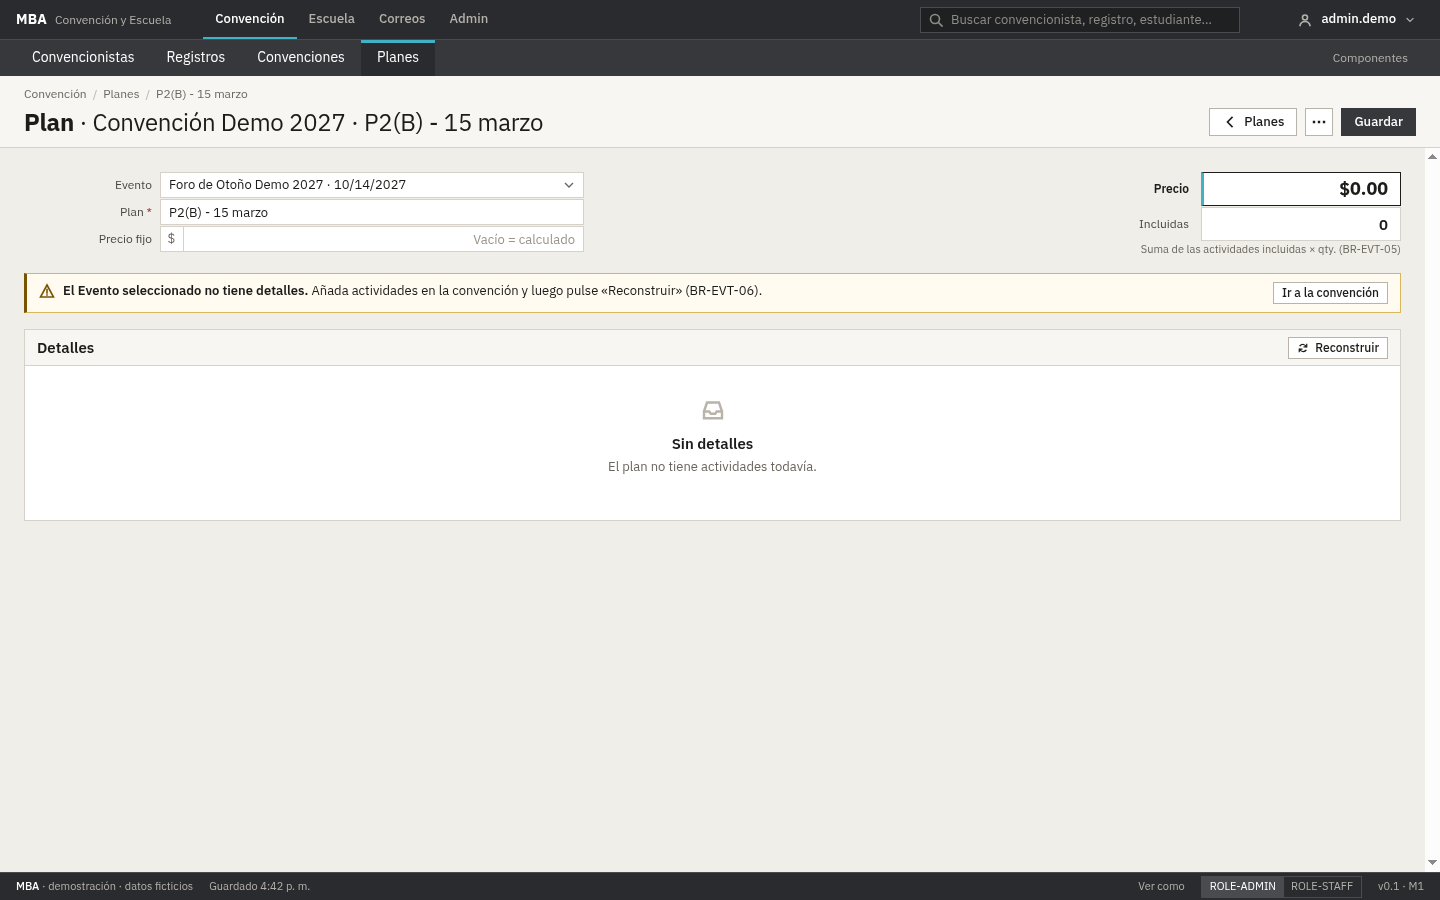 MBA Convención y Escuela Convención Escuela Correos Admin Buscar convencionista, registro, estudiante... admin.demo
Convencionistas Registros Convenciones Planes Componentes
Convención / Planes / P2(B) - 15 marzo
Plan · Convención Demo 2027 · P2(B) - 15 marzo
Planes
Guardar
Evento Foro de Otoño Demo 2027 · 10/14/2027
Plan * P2(B) - 15 marzo
Precio fijo $ Vacío = calculado
Precio $0.00
Incluidas 0
Suma de las actividades incluidas × qty. (BR-EVT-05)
El Evento seleccionado no tiene detalles. Añada actividades en la convención y luego pulse «Reconstruir» (BR-EVT-06). Ir a la convención
Detalles Reconstruir
Sin detalles
El plan no tiene actividades todavía.
MBA · demostración · datos ficticios Guardado 4:42 p. m. Ver como ROLE-ADMIN ROLE-STAFF v0.1 · M1